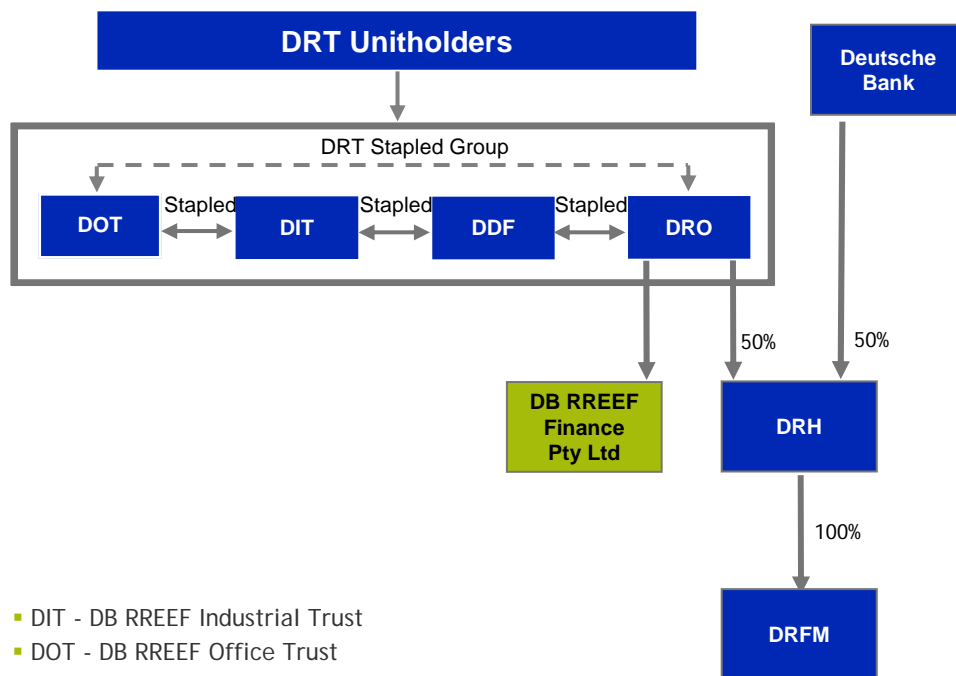 DRT Unitholders
Deutsche
Bank
DRT Stapled Group
Stapled
Stapled
Stapled
DOT
DIT
DDF
DRO
50%
50%
DB RREEF
Finance
Pty Ltd
DRH
100%
DRFM
▪ DIT - DB RREEF Industrial Trust
▪ DOT - DB RREEF Office Trust